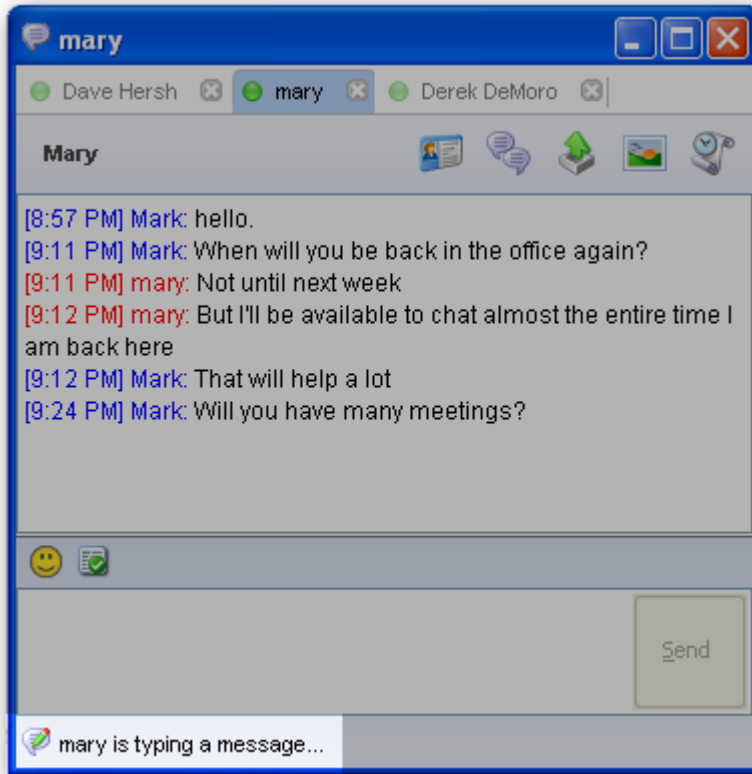 mary
Dave Hersh mary Derek DeMoro
Mary
[8:57 PM] Mark: hello.
[9:11 PM] Mark: When will you be back in the office again?
[9:11 PM] mary: Not until next week
[9:12 PM] mary: But I'll be available to chat almost the entire time I
am back here
[9:12 PM] Mark: That will help a lot
[9:24 PM] Mark: Will you have many meetings?
Send
mary is typing a message...